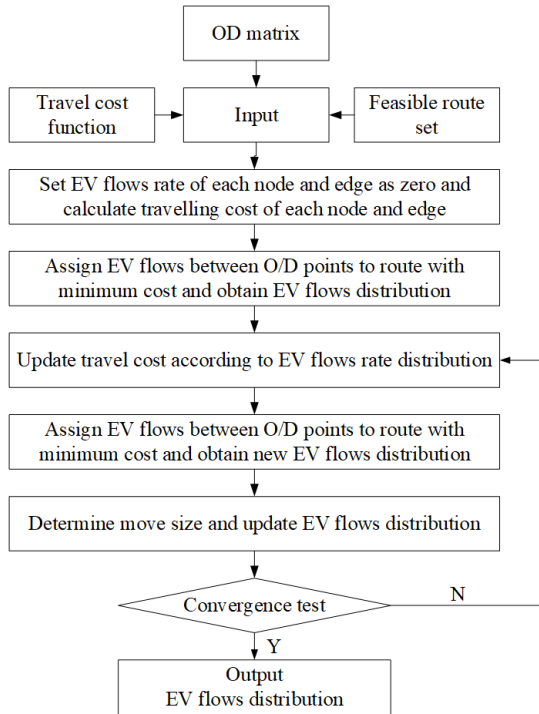 OD matrix
Travel cost
function
Input
Feasible route
set
Set EV flows rate of each node and edge as zero and
calculate travelling cost of each node and edge
Assign EV flows between O/D points to route with
minimum cost and obtain EV flows distribution
Update travel cost according to EV flows rate distribution
Assign EV flows between O/D points to route with
minimum cost and obtain new EV flows distribution
Determine move size and update EV flows distribution
Convergence test
N
Y
Output
EV flows distribution